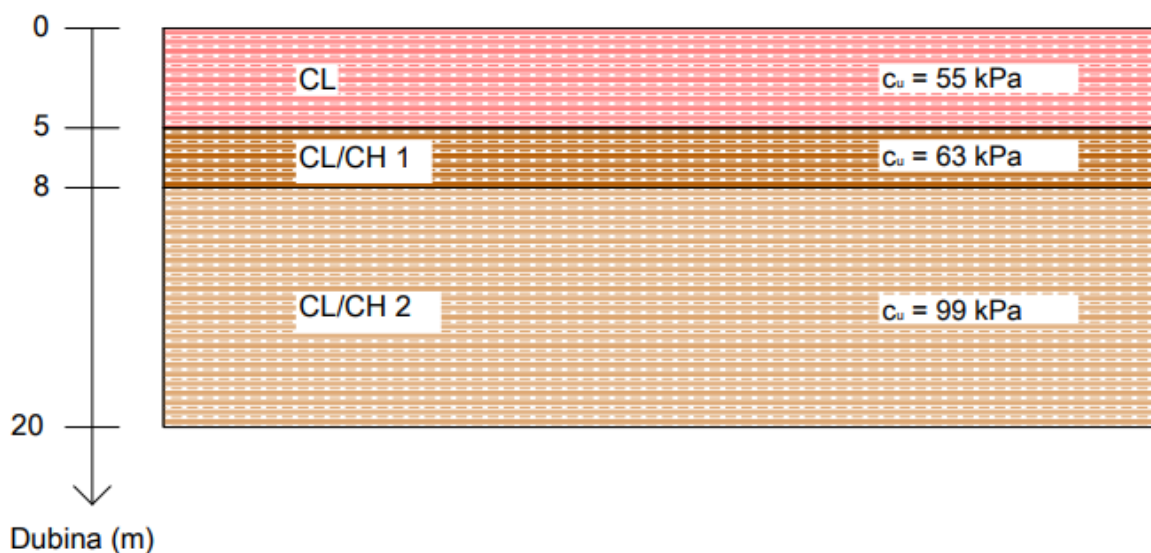 0
CL
cᵤ = 55 kPa
5
CL/CH 1
cᵤ = 63 kPa
8
CL/CH 2
cᵤ = 99 kPa
20
Dubina (m)